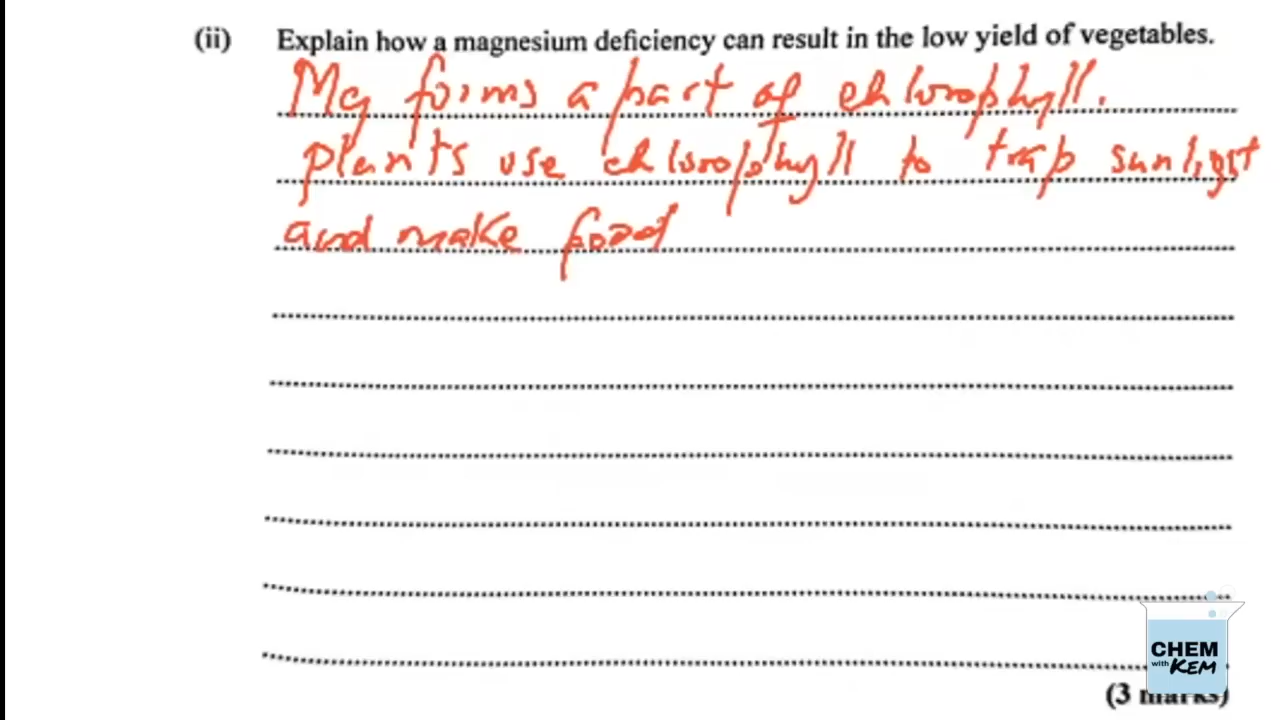 (ii) Explain how a magnesium deficiency can result in the low yield of vegetables.
Mg forms a part of chlorophyll.
plants use chlorophyll to trap sunlight
and make food
CHEM
with KEM
(3 marks)